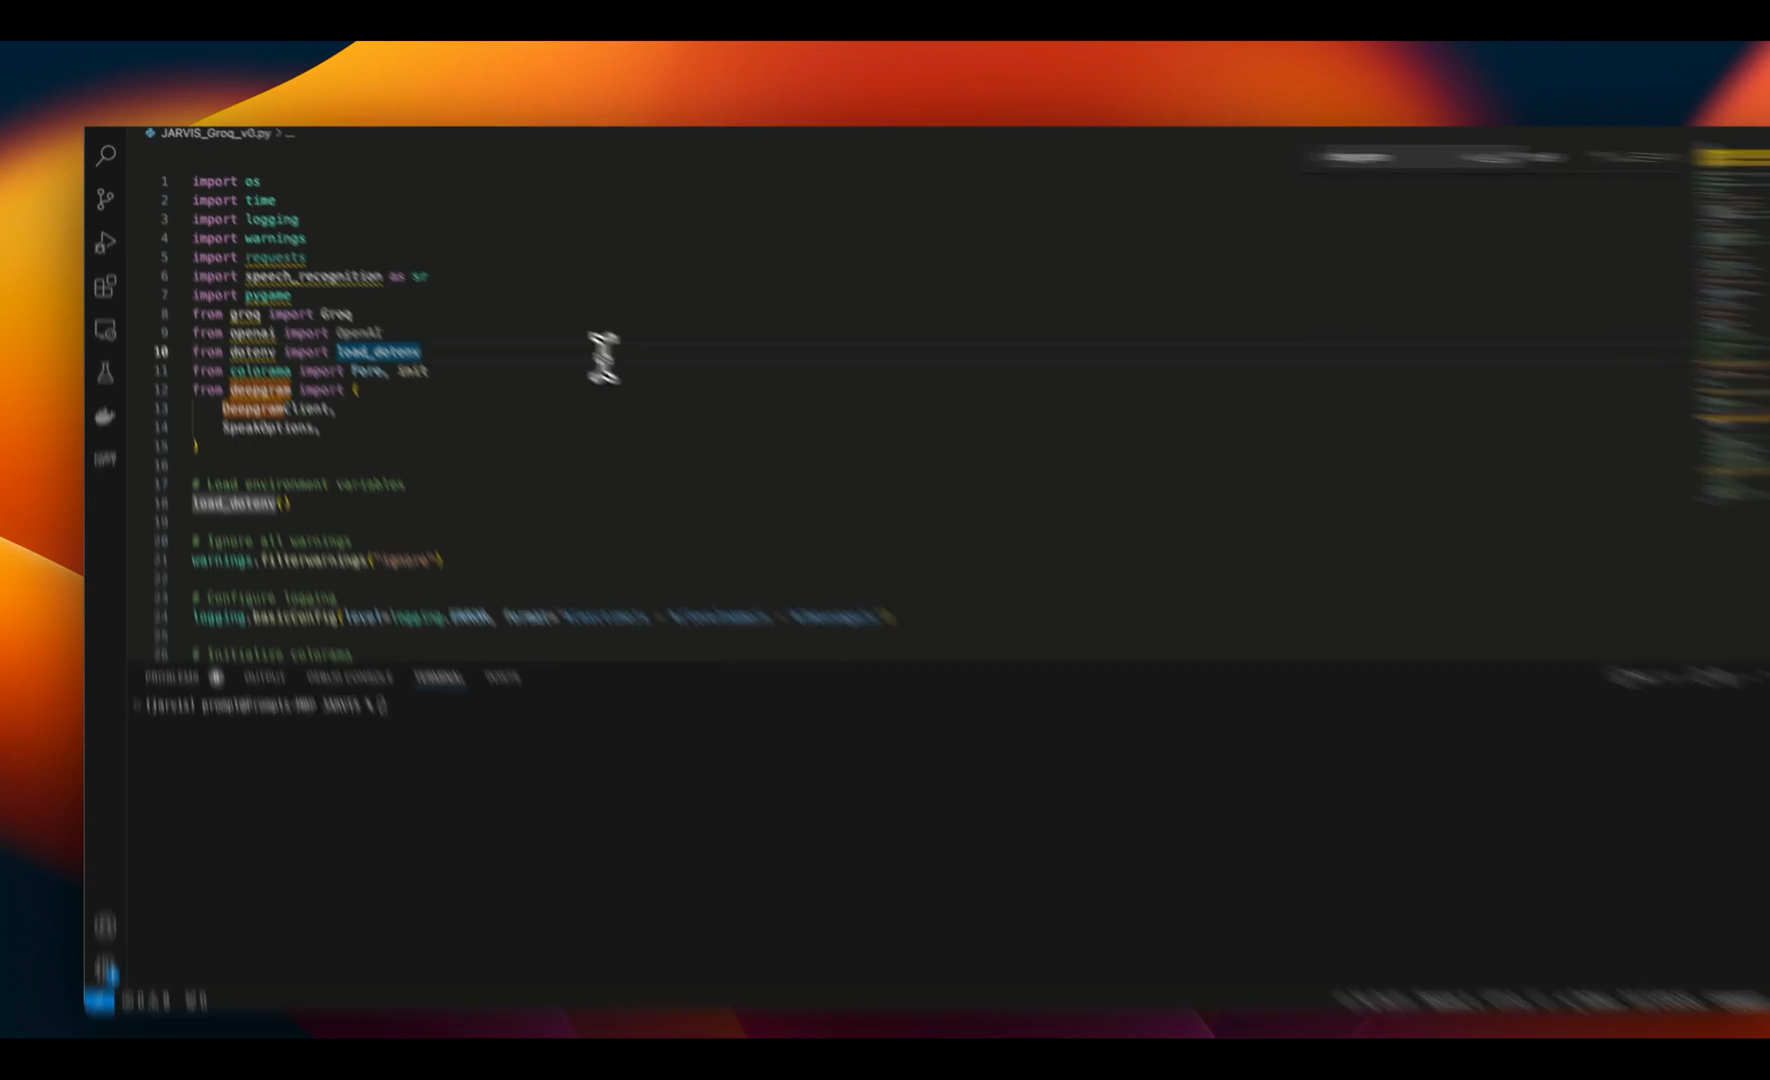 JARVIS_Groq_v0.py > ...
1 import os
2 import time
3 import logging
4 import warnings
5 import requests
6 import speech_recognition as sr
7 import pygame
8 from groq import Groq
9 from openai import OpenAI
10 from dotenv import load_dotenv
11 from colorama import Fore, init
12 from deepgram import (
13 DeepgramClient,
14 SpeakOptions,
15 )
16
17 # Load environment variables
18 load_dotenv()
19
20 # Ignore all warnings
21 warnings.filterwarnings("ignore")
22
23 # Configure logging
24 logging.basicConfig(level=logging.
25
26 # Initialize colorama
PROBLEMS OUTPUT DEBUG CONSOLE TERMINAL
(jarvis) JARVIS %